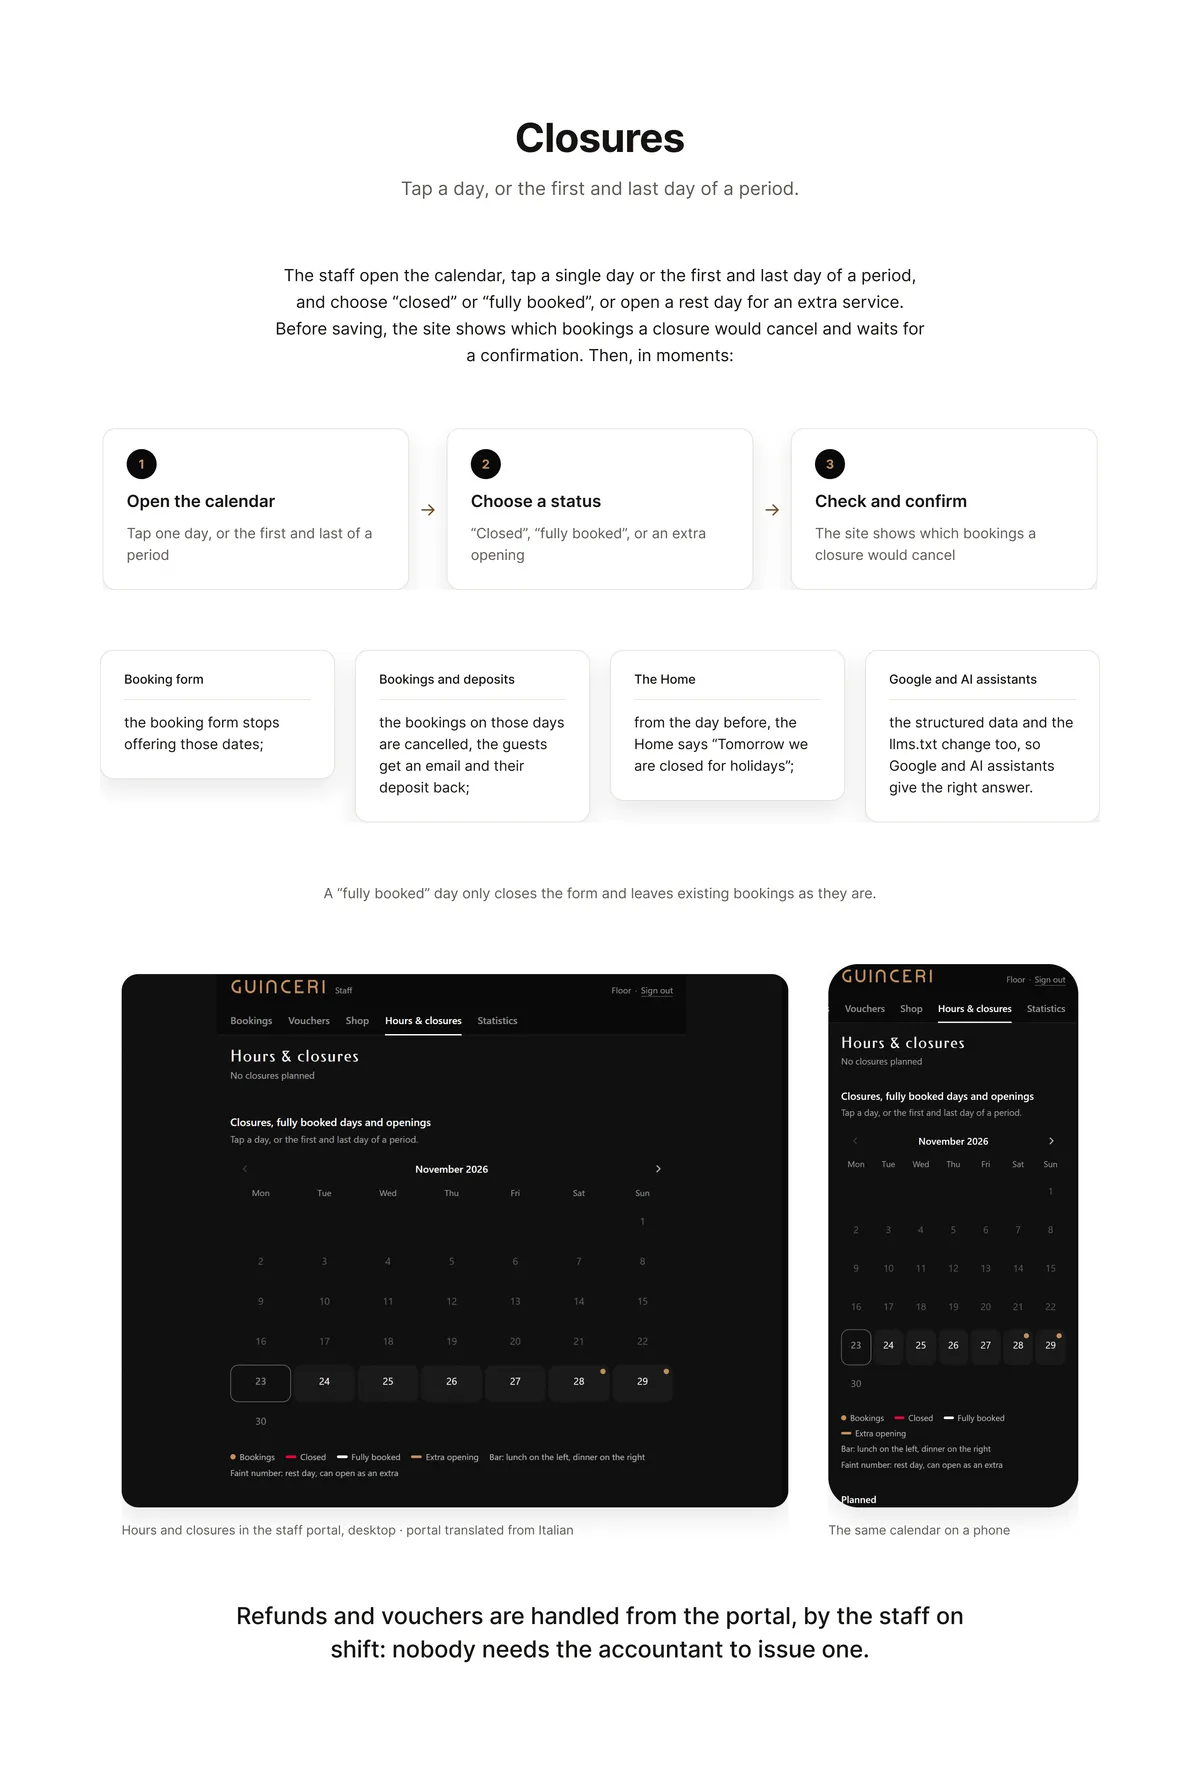 Closures
Tap a day, or the first and last day of a period.
The staff open the calendar, tap a single day or the first and last day of a period,
and choose “closed” or “fully booked”, or open a rest day for an extra service.
Before saving, the site shows which bookings a closure would cancel and waits for
a confirmation. Then, in moments:
1
Open the calendar
Tap one day, or the first and last of a
period
→
2
Choose a status
“Closed”, “fully booked”, or an extra
opening
→
3
Check and confirm
The site shows which bookings a
closure would cancel
Booking form
the booking form stops
offering those dates;
Bookings and deposits
the bookings on those days
are cancelled, the guests
get an email and their
deposit back;
The Home
from the day before, the
Home says “Tomorrow we
are closed for holidays”;
Google and AI assistants
the structured data and the
llms.txt change too, so
Google and AI assistants
give the right answer.
A “fully booked” day only closes the form and leaves existing bookings as they are.
GUINCERI Staff Floor · Sign out
Bookings Vouchers Shop Hours & closures Statistics
Hours & closures
No closures planned
Closures, fully booked days and openings
Tap a day, or the first and last day of a period.
‹ November 2026 ›
Mon Tue Wed Thu Fri Sat Sun
1
2 3 4 5 6 7 8
9 10 11 12 13 14 15
16 17 18 19 20 21 22
23 24 25 26 27 28 29
30
Bookings Closed Fully booked Extra opening Bar: lunch on the left, dinner on the right
Faint number: rest day, can open as an extra
Hours and closures in the staff portal, desktop · portal translated from Italian
GUINCERI Floor · Sign out
s Vouchers Shop Hours & closures Statistics
Hours & closures
No closures planned
Closures, fully booked days and openings
Tap a day, or the first and last day of a period.
‹ November 2026 ›
Mon Tue Wed Thu Fri Sat Sun
1
2 3 4 5 6 7 8
9 10 11 12 13 14 15
16 17 18 19 20 21 22
23 24 25 26 27 28 29
30
Bookings Closed Fully booked
Extra opening
Bar: lunch on the left, dinner on the right
Faint number: rest day, can open as an extra
Planned
The same calendar on a phone
Refunds and vouchers are handled from the portal, by the staff on
shift: nobody needs the accountant to issue one.